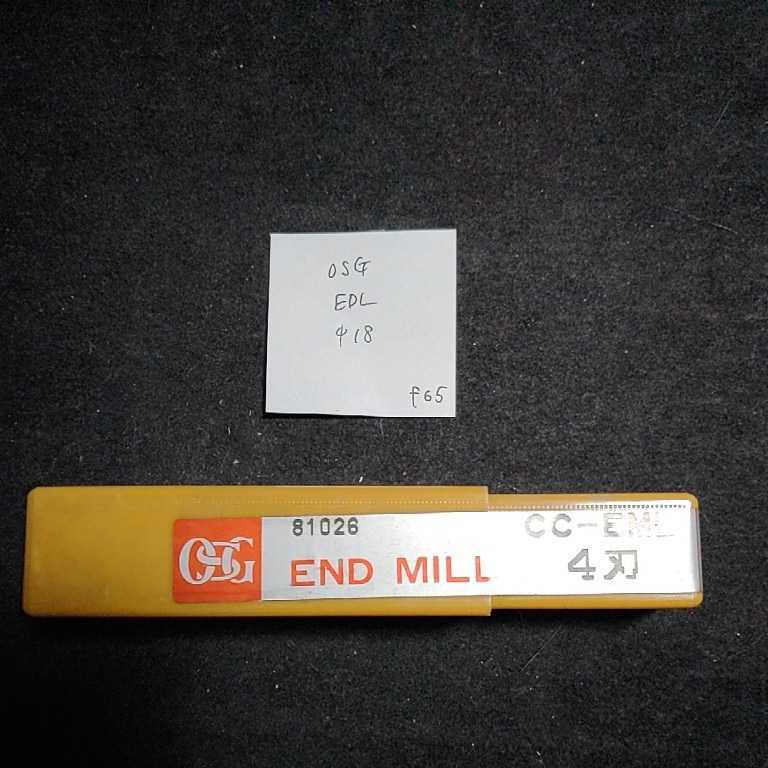 OSG
EDL
φ18
f65
OSG
81026
CC-EML
END MILL
4刃